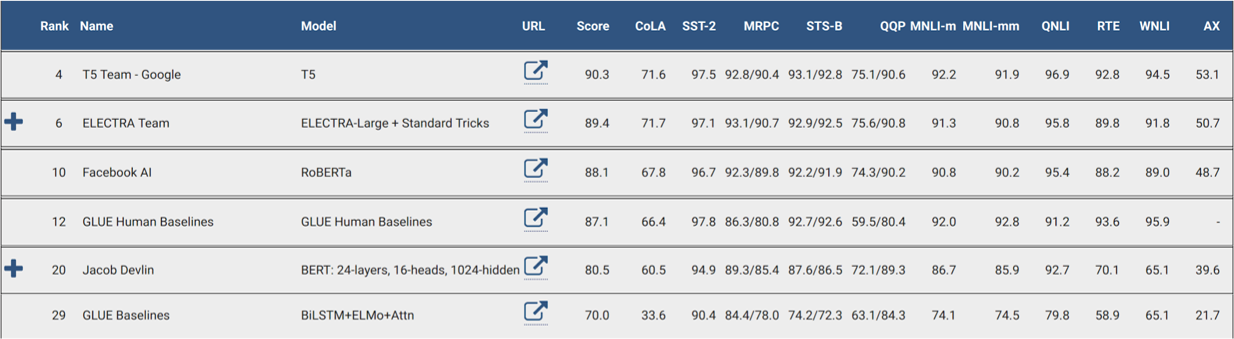 Rank Name Model URL Score CoLA SST-2 MRPC STS-B QQP MNLI-m MNLI-mm QNLI RTE WNLI AX
4 T5 Team - Google T5 90.3 71.6 97.5 92.8/90.4 93.1/92.8 75.1/90.6 92.2 91.9 96.9 92.8 94.5 53.1
6 ELECTRA Team ELECTRA-Large + Standard Tricks 89.4 71.7 97.1 93.1/90.7 92.9/92.5 75.6/90.8 91.3 90.8 95.8 89.8 91.8 50.7
10 Facebook AI RoBERTa 88.1 67.8 96.7 92.3/89.8 92.2/91.9 74.3/90.2 90.8 90.2 95.4 88.2 89.0 48.7
12 GLUE Human Baselines GLUE Human Baselines 87.1 66.4 97.8 86.3/80.8 92.7/92.6 59.5/80.4 92.0 92.8 91.2 93.6 95.9 -
20 Jacob Devlin BERT: 24-layers, 16-heads, 1024-hidden 80.5 60.5 94.9 89.3/85.4 87.6/86.5 72.1/89.3 86.7 85.9 92.7 70.1 65.1 39.6
29 GLUE Baselines BiLSTM+ELMo+Attn 70.0 33.6 90.4 84.4/78.0 74.2/72.3 63.1/84.3 74.1 74.5 79.8 58.9 65.1 21.7